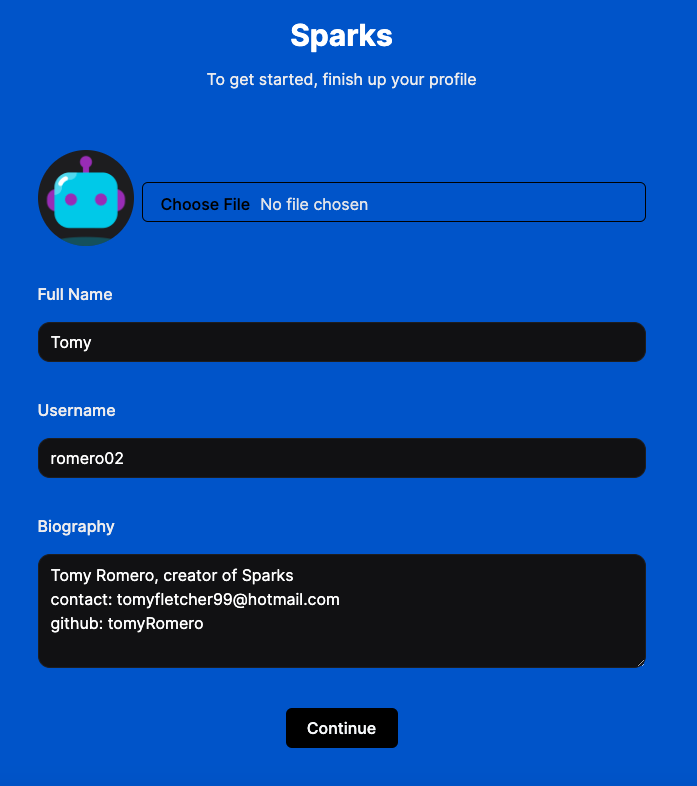 Sparks
To get started, finish up your profile
Choose File No file chosen
Full Name
Tomy
Username
romero02
Biography
Tomy Romero, creator of Sparks
contact: tomyfletcher99@hotmail.com
github: tomyRomero
Continue